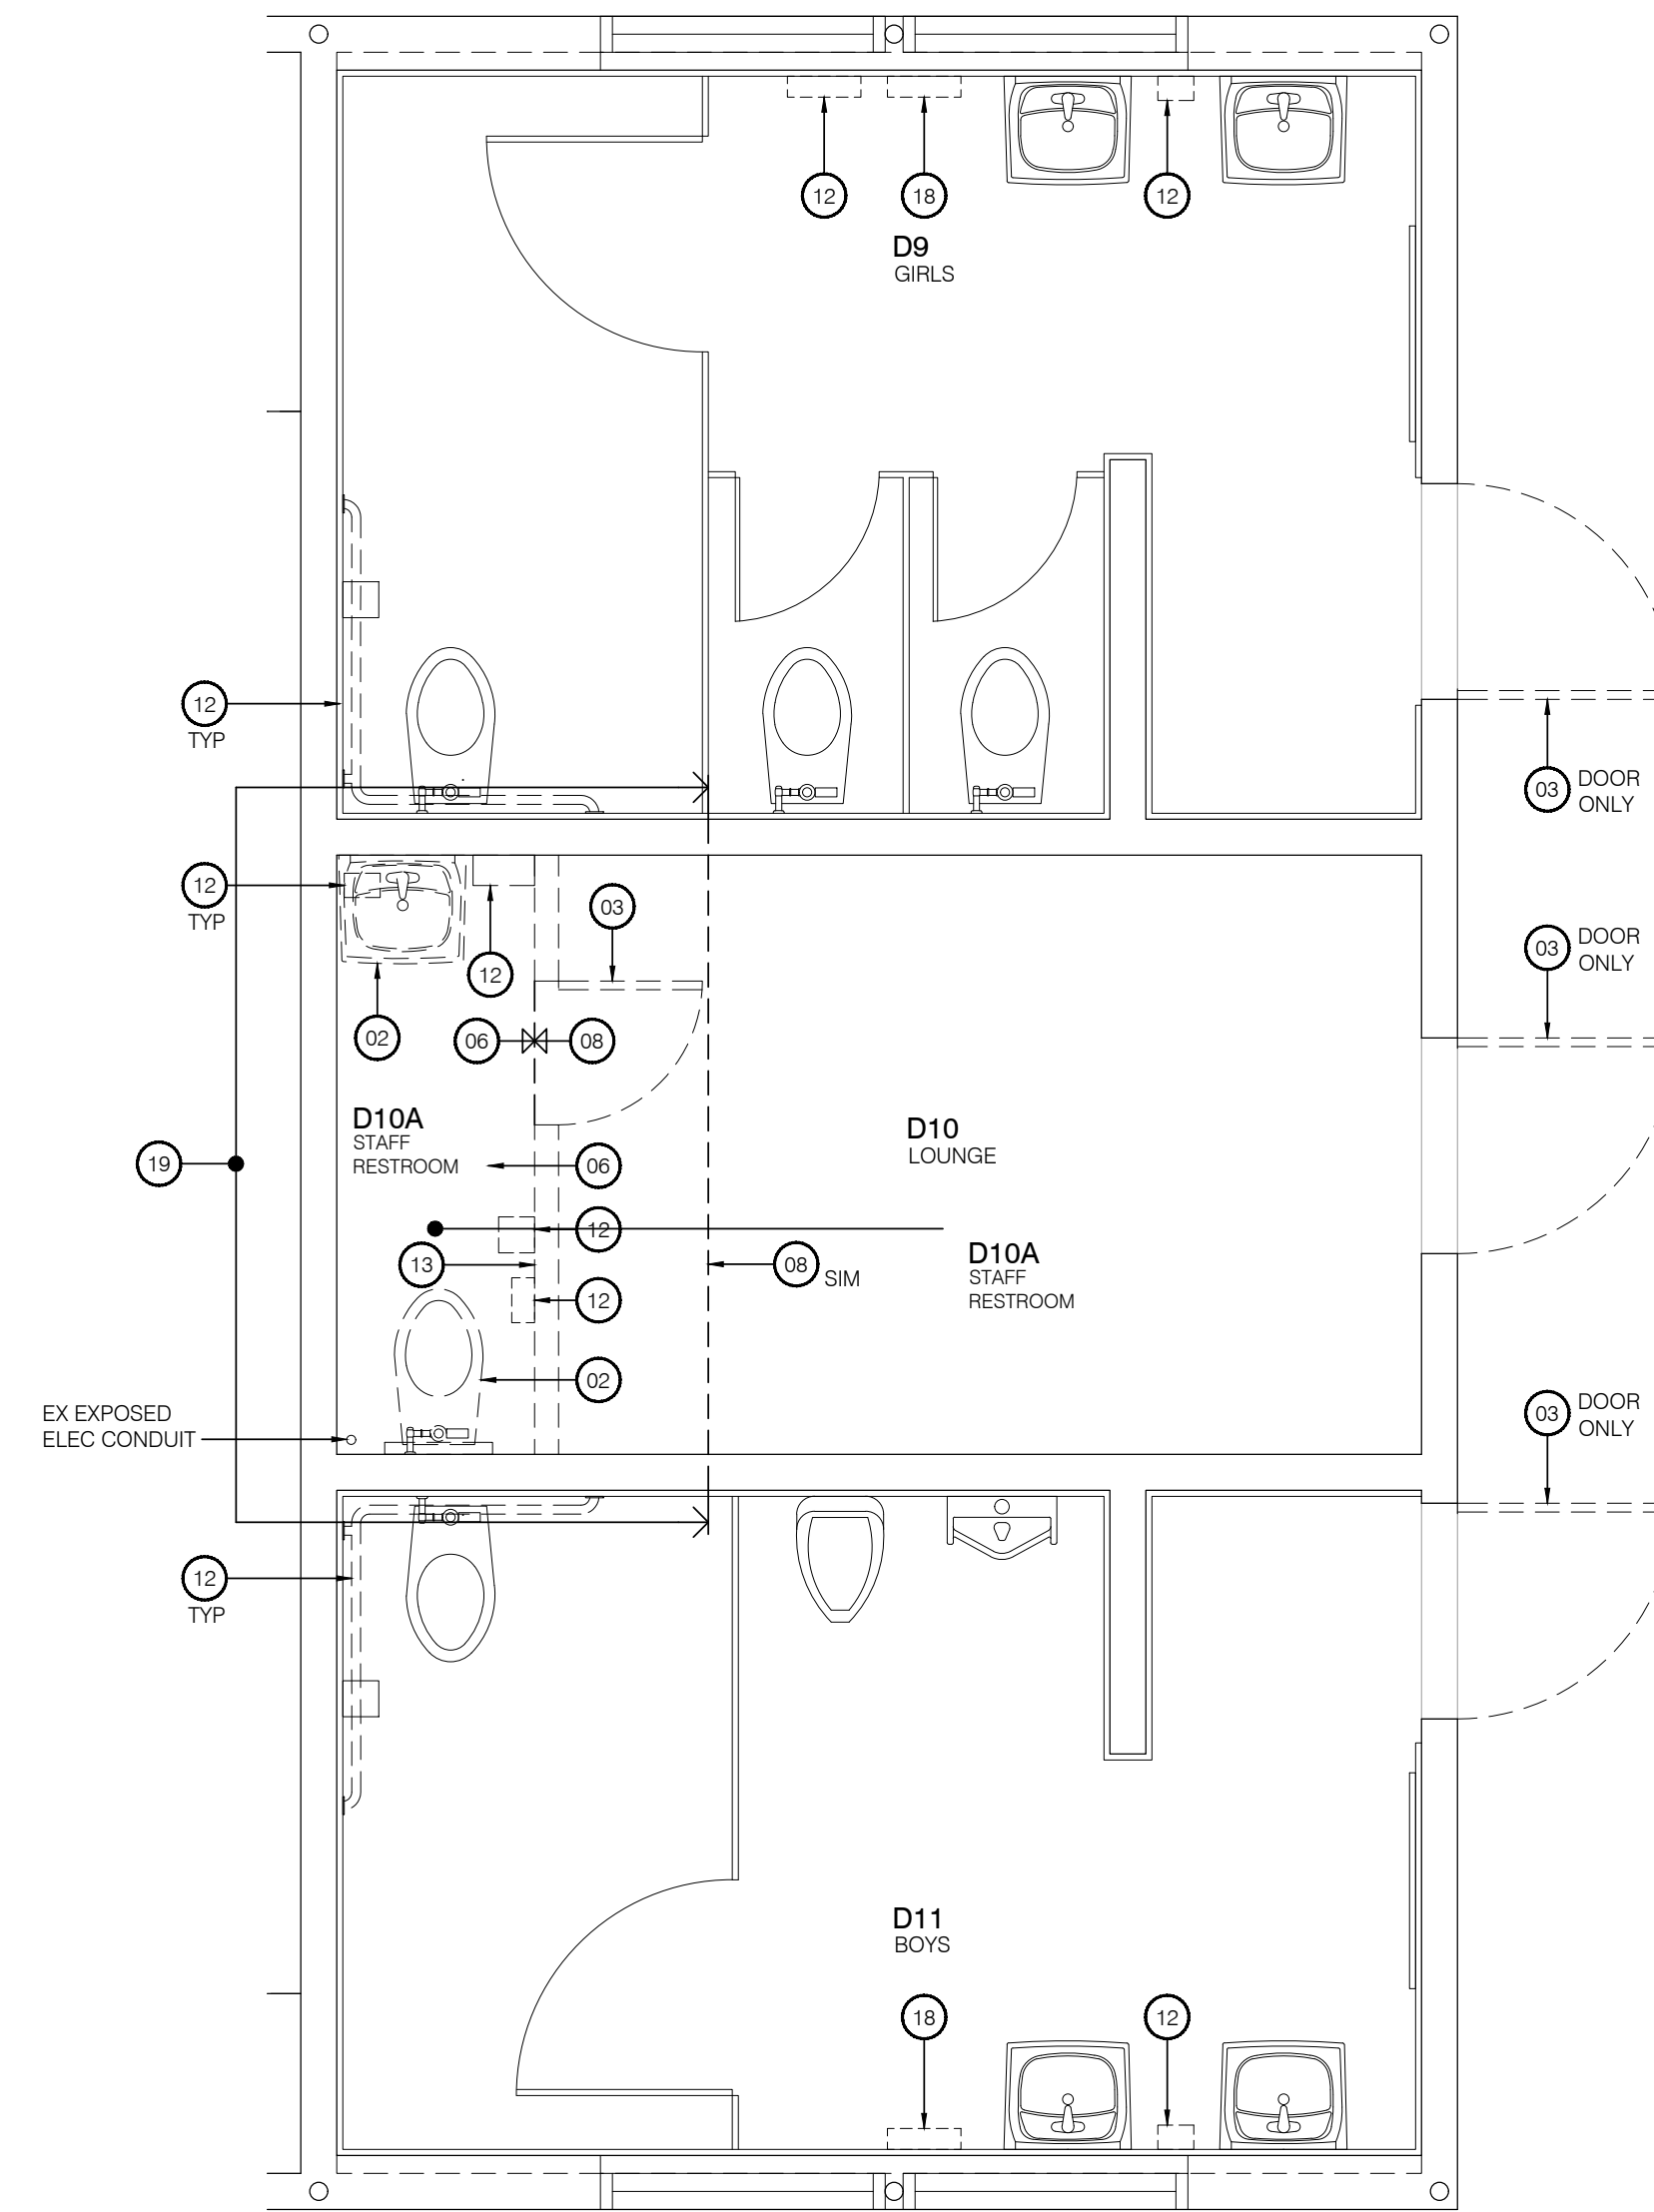 12
18
12
D9
GIRLS
12
TYP
03
DOOR
ONLY
12
TYP
03
12
02
06
08
03
DOOR
ONLY
D10A
STAFF
RESTROOM
D10
LOUNGE
19
06
12
13
08
SIM
D10A
STAFF
RESTROOM
12
02
EX EXPOSED
ELEC CONDUIT
03
DOOR
ONLY
12
TYP
D11
BOYS
18
12